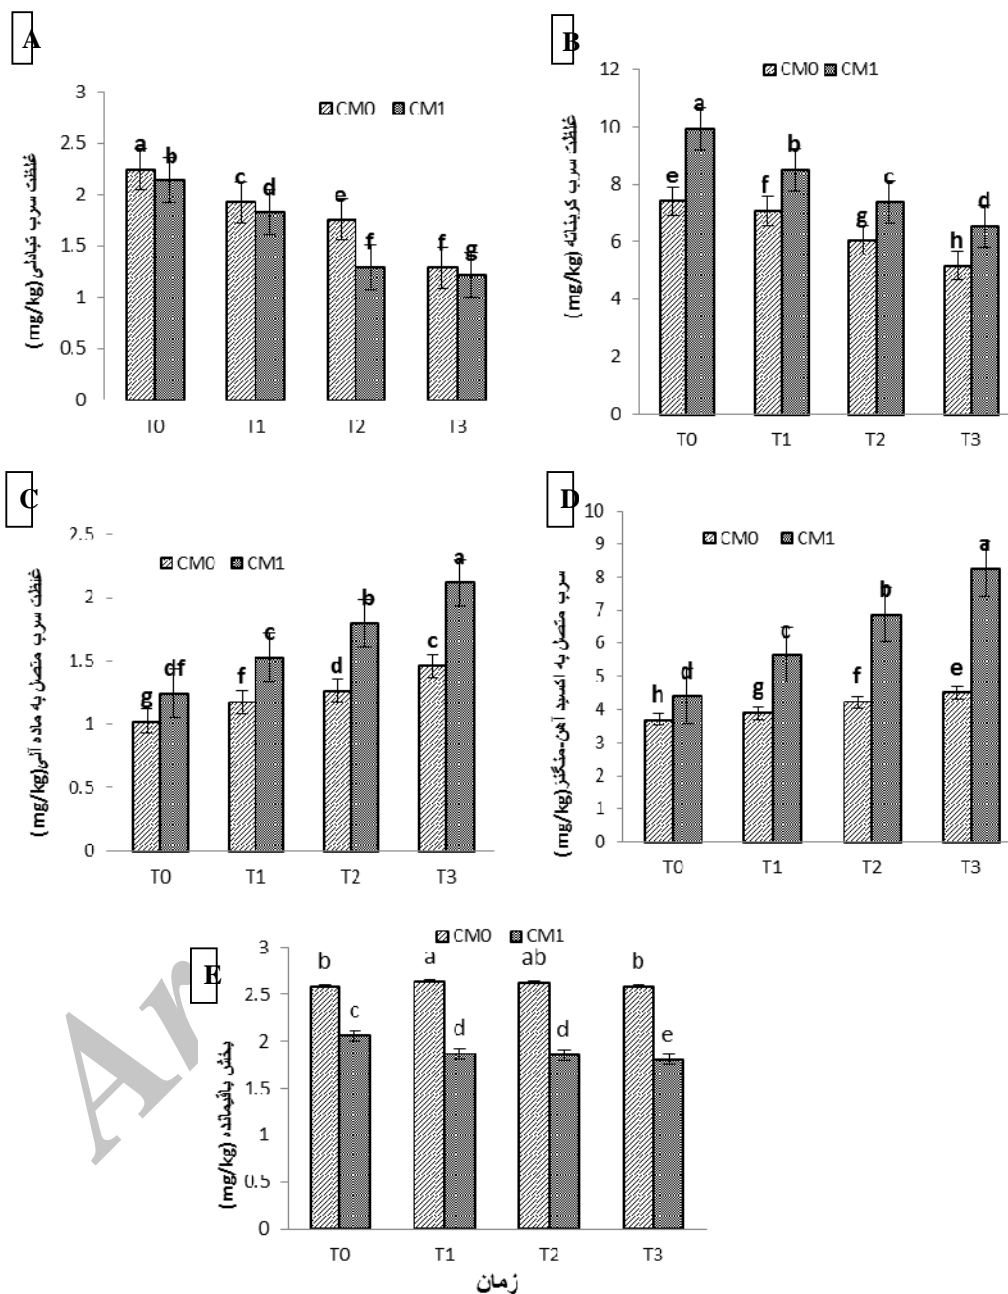 A
CM0 CM1
غلظت سرب تبادلی (mg/kg)
3
2.5
2
1.5
1
0.5
0
a b c d e f f g
T0 T1 T2 T3
B
CM0 CM1
غلظت سرب کربناته (mg/kg)
12
10
8
6
4
2
0
e a f b g c h d
T0 T1 T2 T3
C
CM0 CM1
غلظت سرب متصل به ماده آلی (mg/kg)
2.5
2
1.5
1
0.5
0
g df f c d b c a
T0 T1 T2 T3
D
CM0 CM1
سرب متصل به اکسید آهن-منگنز (mg/kg)
10
9
8
7
6
5
4
3
2
1
0
h d g c f b e a
T0 T1 T2 T3
E
CM0 CM1
بخش باقیمانده (mg/kg)
3
2.5
2
1.5
1
0.5
0
b c a d ab d b e
T0 T1 T2 T3
زمان